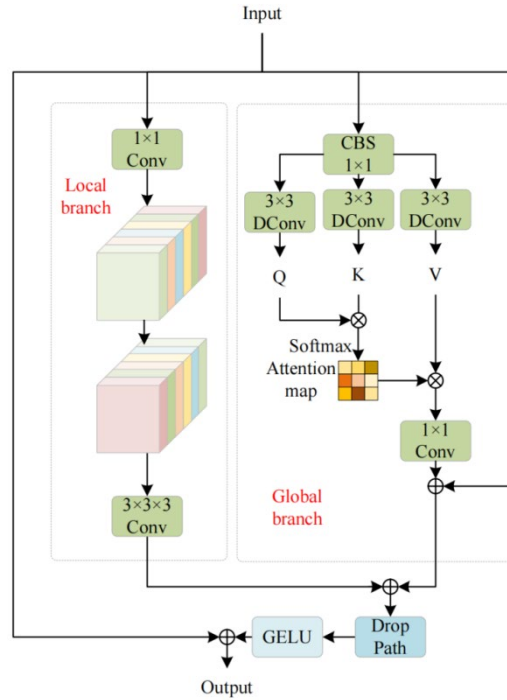 Input
1×1
Conv
Local
branch
CBS
1×1
3×3
DConv
3×3
DConv
3×3
DConv
Q
K
V
Softmax
Attention
map
1×1
Conv
3×3×3
Conv
Global
branch
GELU
Drop
Path
Output